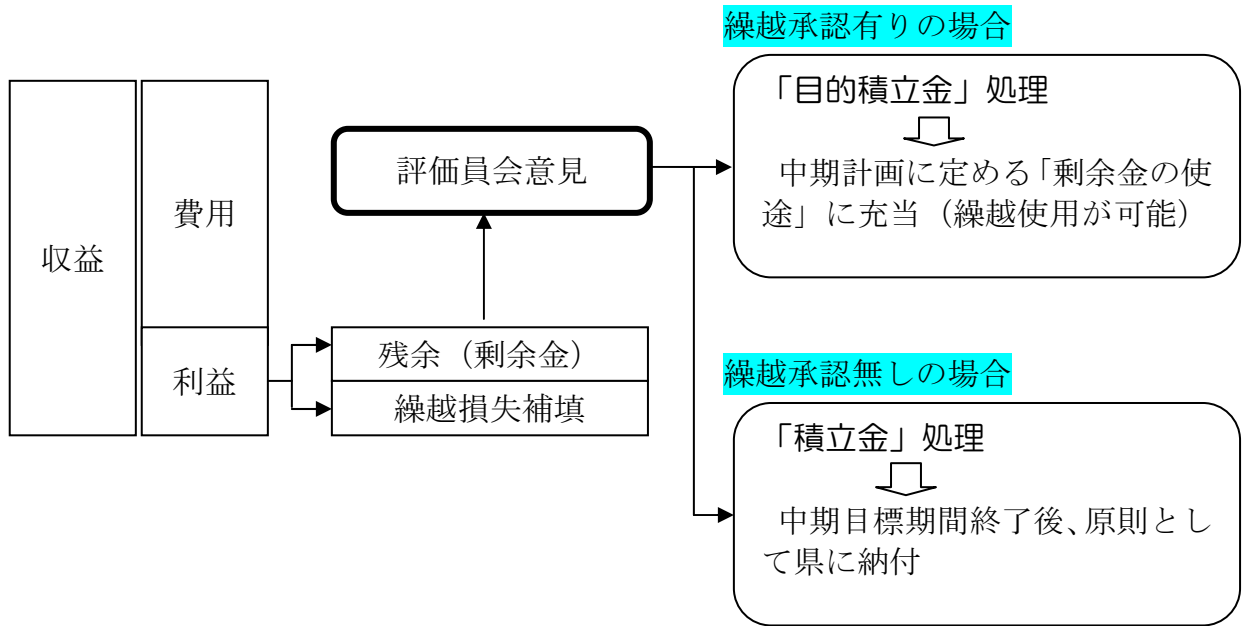 収益
費用
利益
残余（剰余金）
繰越損失補填
評価員会意見
繰越承認有りの場合
「目的積立金」処理
中期計画に定める「剰余金の使
途」に充当（繰越使用が可能）
繰越承認無しの場合
「積立金」処理
中期目標期間終了後、原則とし
て県に納付